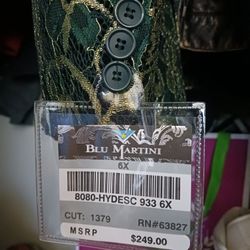 BLU MARTINI
6X
8080-HYDESC 933 6X
CUT: 1379 RN#63827
MSRP $249.00